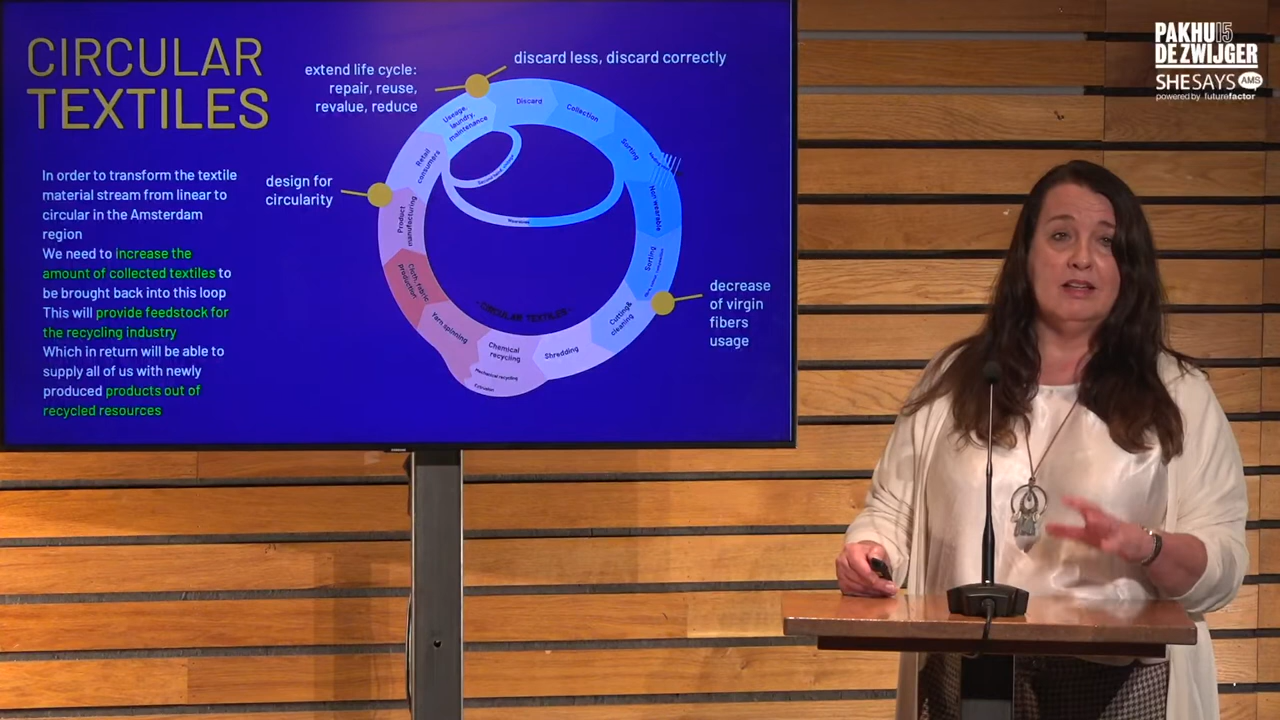 CIRCULAR
TEXTILES
In order to transform the textile
material stream from linear to
circular in the Amsterdam
region
We need to increase the
amount of collected textiles to
be brought back into this loop
This will provide feedstock for
the recycling industry
Which in return will be able to
supply all of us with newly
produced products out of
recycled resources
extend life cycle:
repair, reuse,
revalue, reduce
discard less, discard correctly
design for
circularity
decrease
of virgin
fibers
usage
Useage,
laundry,
maintenance
Discard
Collection
Sorting
Non wearable
Sorting
Cutting&
cleaning
Shredding
Chemical
recycling
Mechanical recycling
Extrusion
Yarn spinning
Cloth, fabric
production
Product
manufacturing
Retail
consumers
- CIRCULAR TEXTILES -
PAKHUIS
DE ZWIJGER
SHESAYS AMS
powered by futurefactor